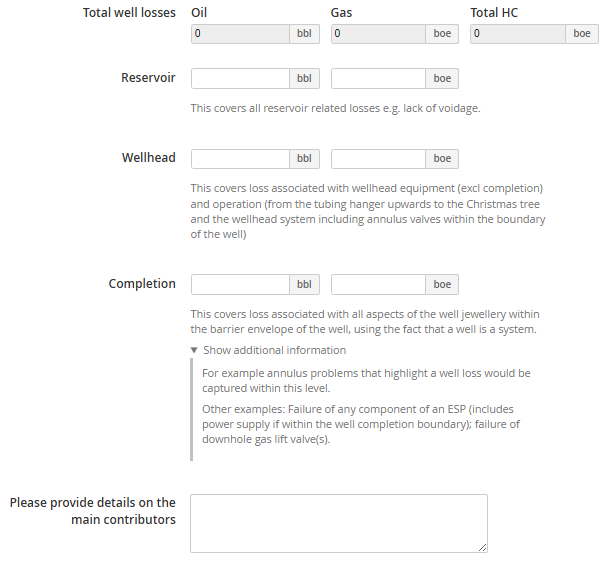 Total well losses Oil Gas Total HC
0 bbl 0 boe 0 boe
Reservoir bbl boe
This covers all reservoir related losses e.g. lack of voidage.
Wellhead bbl boe
This covers loss associated with wellhead equipment (excl completion)
and operation (from the tubing hanger upwards to the Christmas tree
and the wellhead system including annulus valves within the boundary
of the well)
Completion bbl boe
This covers loss associated with all aspects of the well jewellery within
the barrier envelope of the well, using the fact that a well is a system.
▼ Show additional information
For example annulus problems that highlight a well loss would be
captured within this level.
Other examples: Failure of any component of an ESP (includes
power supply if within the well completion boundary); failure of
downhole gas lift valve(s).
Please provide details on the
main contributors